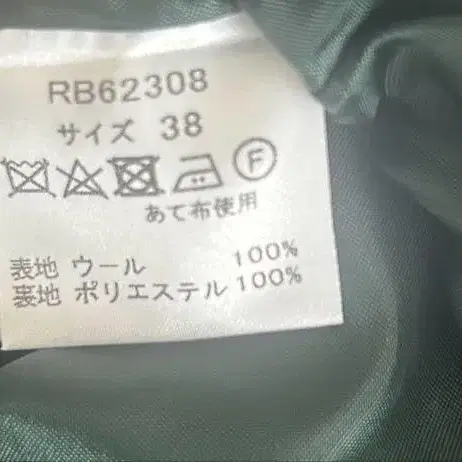 RB62308
サイズ 38
F
あて布使用
表地 ウール 100%
裏地 ポリエステル 100%